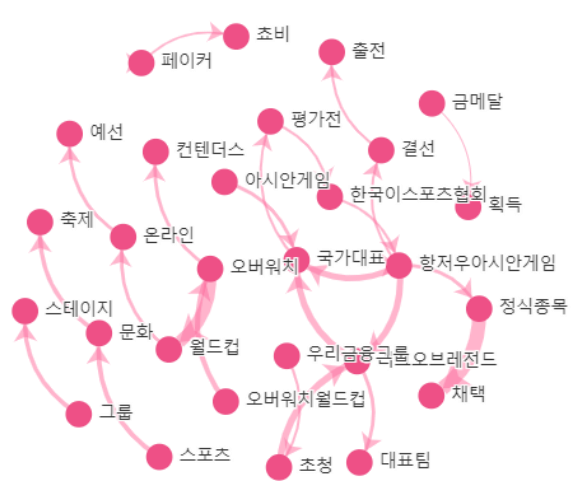 쵸비
페이커
출전
금메달
예선
평가전
컨텐더스
결선
아시안게임
한국이스포츠협회
획득
축제
온라인
오버워치
국가대표
항저우아시안게임
스테이지
정식종목
문화
월드컵
우리금융그룹
오브레전드
채택
오버워치월드컵
그룹
스포츠
초청
대표팀